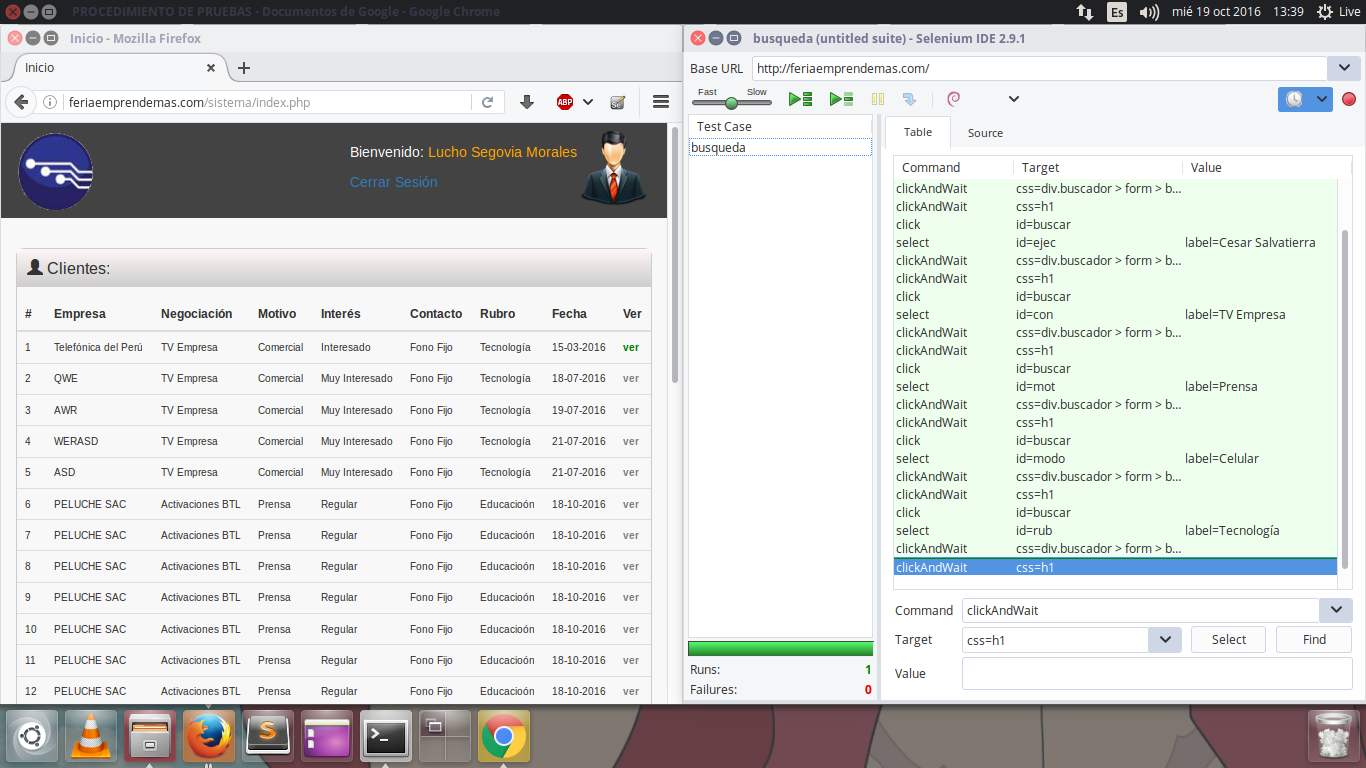 PROCEDIMIENTO DE PRUEBAS - Documentos de Google - Google Chrome
Es mié 19 oct 2016 13:39 Live
Inicio - Mozilla Firefox
Inicio
feriaemprendemas.com/sistema/index.php
ABP
Bienvenido: Lucho Segovia Morales
Cerrar Sesión
Clientes:
# Empresa Negociación Motivo Interés Contacto Rubro Fecha Ver
1 Telefónica del Perú TV Empresa Comercial Interesado Fono Fijo Tecnología 15-03-2016 ver
2 QWE TV Empresa Comercial Muy Interesado Fono Fijo Tecnología 18-07-2016 ver
3 AWR TV Empresa Comercial Muy Interesado Fono Fijo Tecnología 19-07-2016 ver
4 WERASD TV Empresa Comercial Muy Interesado Fono Fijo Tecnología 21-07-2016 ver
5 ASD TV Empresa Comercial Muy Interesado Fono Fijo Tecnología 21-07-2016 ver
6 PELUCHE SAC Activaciones BTL Prensa Regular Fono Fijo Educacioón 18-10-2016 ver
7 PELUCHE SAC Activaciones BTL Prensa Regular Fono Fijo Educacioón 18-10-2016 ver
8 PELUCHE SAC Activaciones BTL Prensa Regular Fono Fijo Educacioón 18-10-2016 ver
9 PELUCHE SAC Activaciones BTL Prensa Regular Fono Fijo Educacioón 18-10-2016 ver
10 PELUCHE SAC Activaciones BTL Prensa Regular Fono Fijo Educacioón 18-10-2016 ver
11 PELUCHE SAC Activaciones BTL Prensa Regular Fono Fijo Educacioón 18-10-2016 ver
12 PELUCHE SAC Activaciones BTL Prensa Regular Fono Fijo Educacioón 18-10-2016 ver
busqueda (untitled suite) - Selenium IDE 2.9.1
Base URL http://feriaemprendemas.com/
Fast Slow
Test Case
busqueda
Runs: 1
Failures: 0
Table Source
Command Target Value
clickAndWait css=div.buscador > form > b...
clickAndWait css=h1
click id=buscar
select id=ejec label=Cesar Salvatierra
clickAndWait css=div.buscador > form > b...
clickAndWait css=h1
click id=buscar
select id=con label=TV Empresa
clickAndWait css=div.buscador > form > b...
clickAndWait css=h1
click id=buscar
select id=mot label=Prensa
clickAndWait css=div.buscador > form > b...
clickAndWait css=h1
click id=buscar
select id=modo label=Celular
clickAndWait css=div.buscador > form > b...
clickAndWait css=h1
click id=buscar
select id=rub label=Tecnología
clickAndWait css=div.buscador > form > b...
clickAndWait css=h1
Command clickAndWait
Target css=h1 Select Find
Value